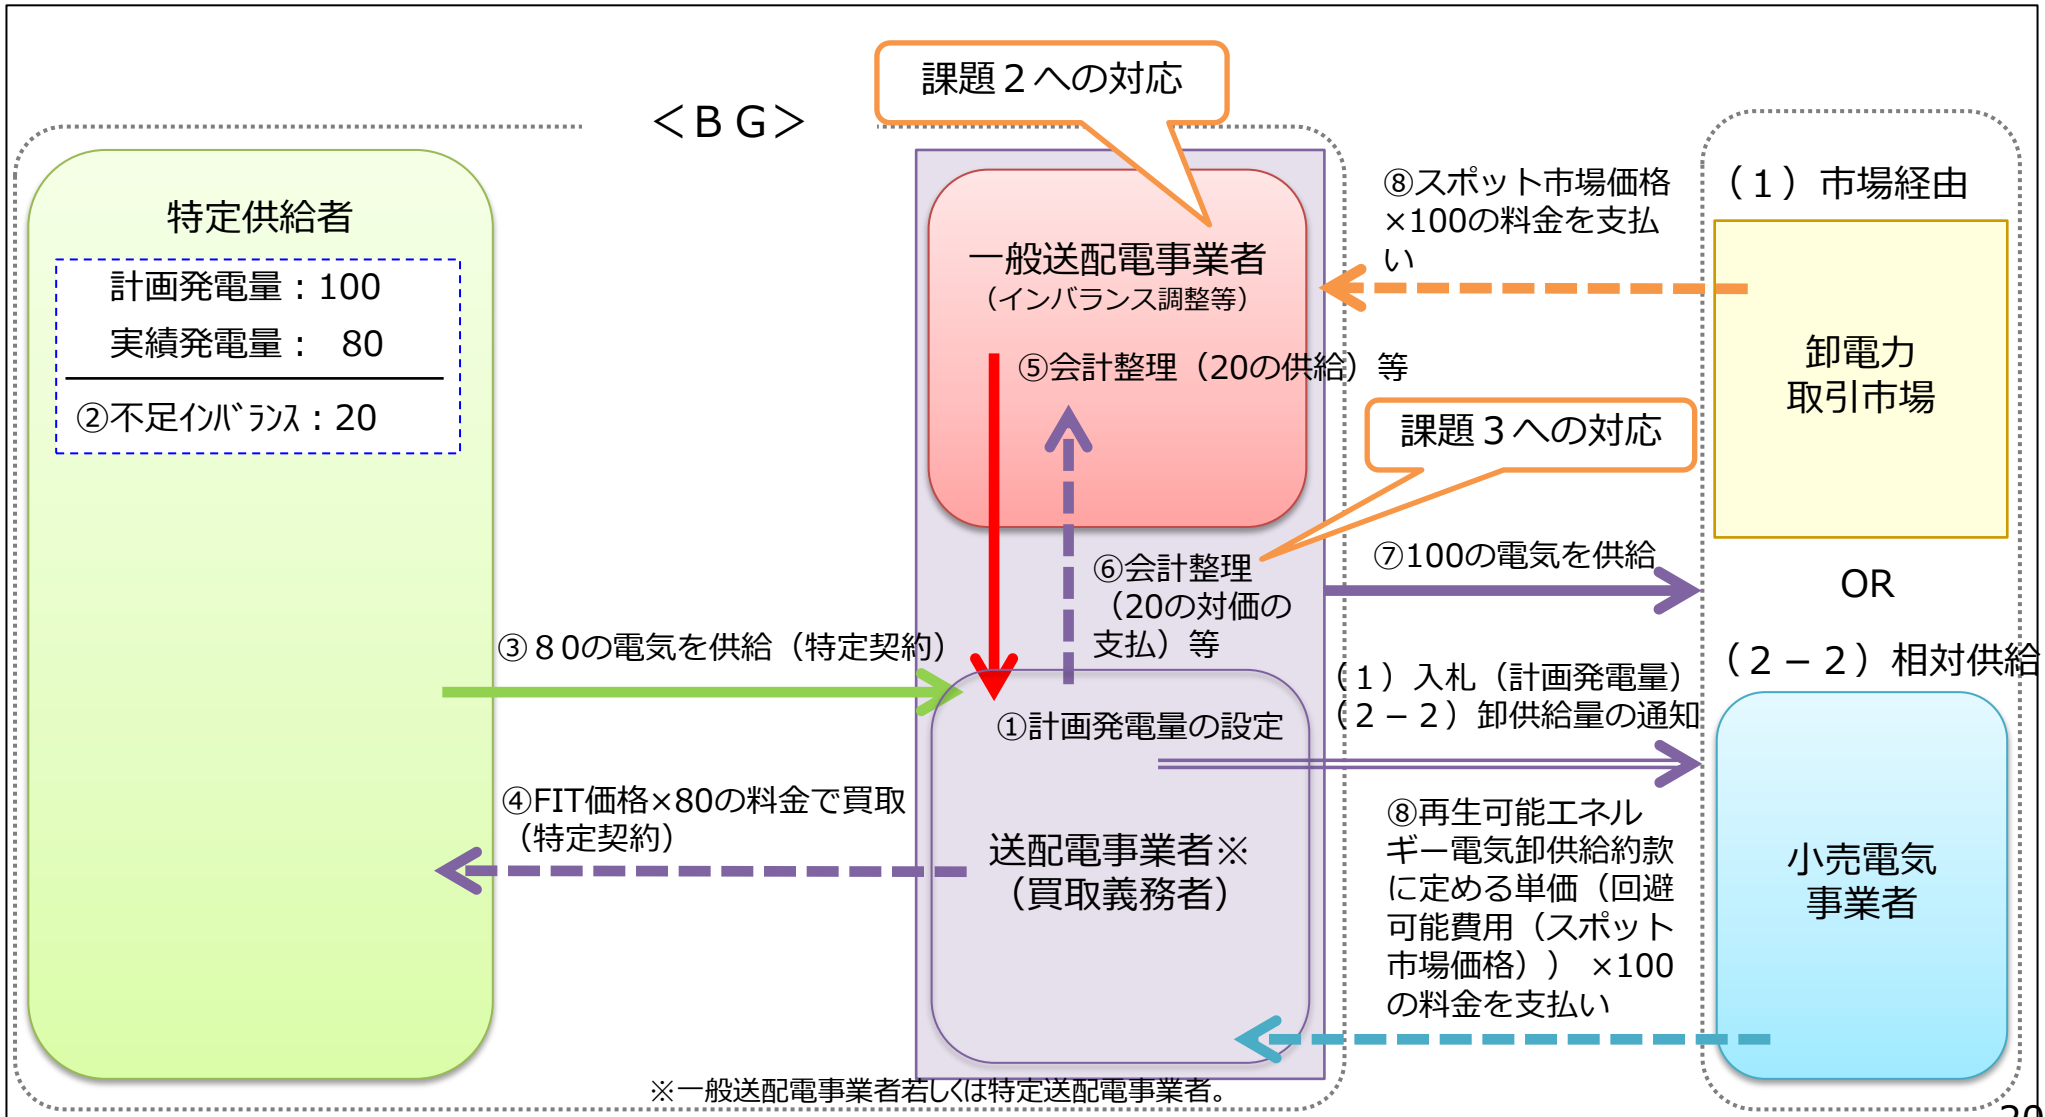 課題２への対応
＜ＢＧ＞
特定供給者
計画発電量：100
実績発電量： 80
②不足ｲﾝﾊﾞﾗﾝｽ：20
一般送配電事業者
（インバランス調整等）
⑤会計整理（20の供給）等
⑧スポット市場価格
×100の料金を支払
い
（１）市場経由
卸電力
取引市場
課題３への対応
⑥会計整理
（20の対価の
支払）等
⑦100の電気を供給
OR
③８０の電気を供給（特定契約）
（２－２）相対供給
（１）入札（計画発電量）
（２－２）卸供給量の通知
①計画発電量の設定
④FIT価格×80の料金で買取
（特定契約）
送配電事業者※
（買取義務者）
⑧再生可能エネル
ギー電気卸供給約款
に定める単価（回避
可能費用（スポット
市場価格）） ×100
の料金を支払い
小売電気
事業者
※一般送配電事業者若しくは特定送配電事業者。
20